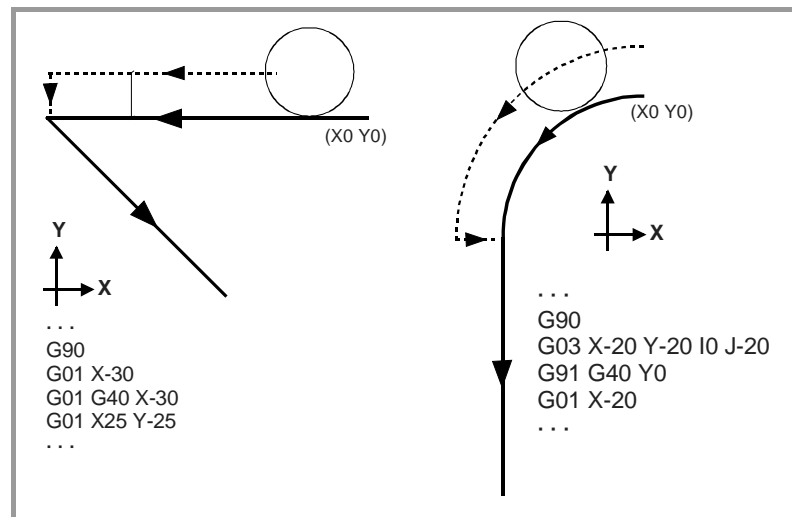 (X0 Y0)
Y
X
. . .
G90
G01 X-30
G01 G40 X-30
G01 X25 Y-25
. . .
(X0 Y0)
Y
X
. . .
G90
G03 X-20 Y-20 I0 J-20
G91 G40 Y0
G01 X-20
. . .